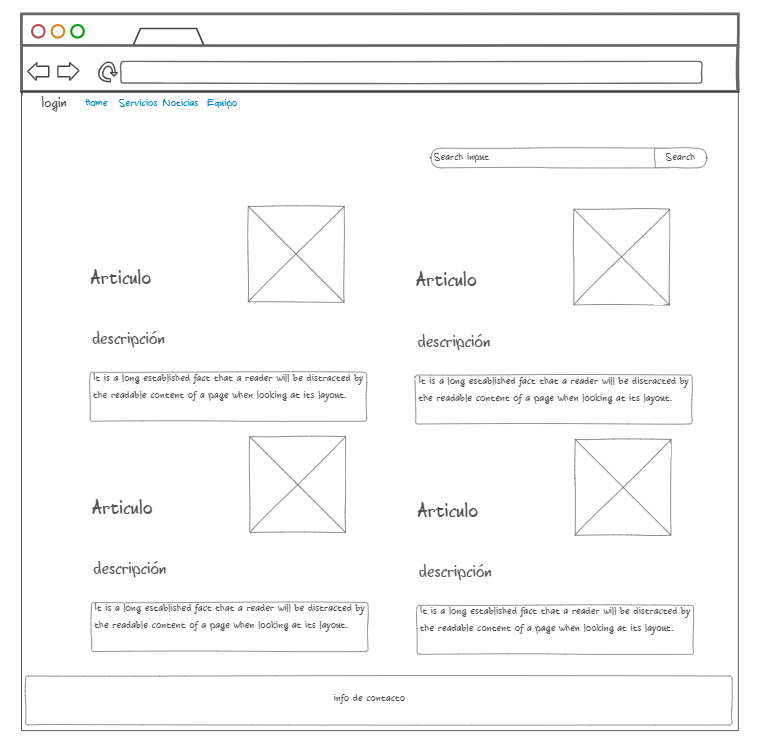 login Home Servicios Noticias Equipo
Search input Search
Articulo
descripción
It is a long established fact that a reader will be distracted by
the readable content of a page when looking at its layout.
Articulo
descripción
It is a long established fact that a reader will be distracted by
the readable content of a page when looking at its layout.
Articulo
descripción
It is a long established fact that a reader will be distracted by
the readable content of a page when looking at its layout.
Articulo
descripción
It is a long established fact that a reader will be distracted by
the readable content of a page when looking at its layout.
info de contacto